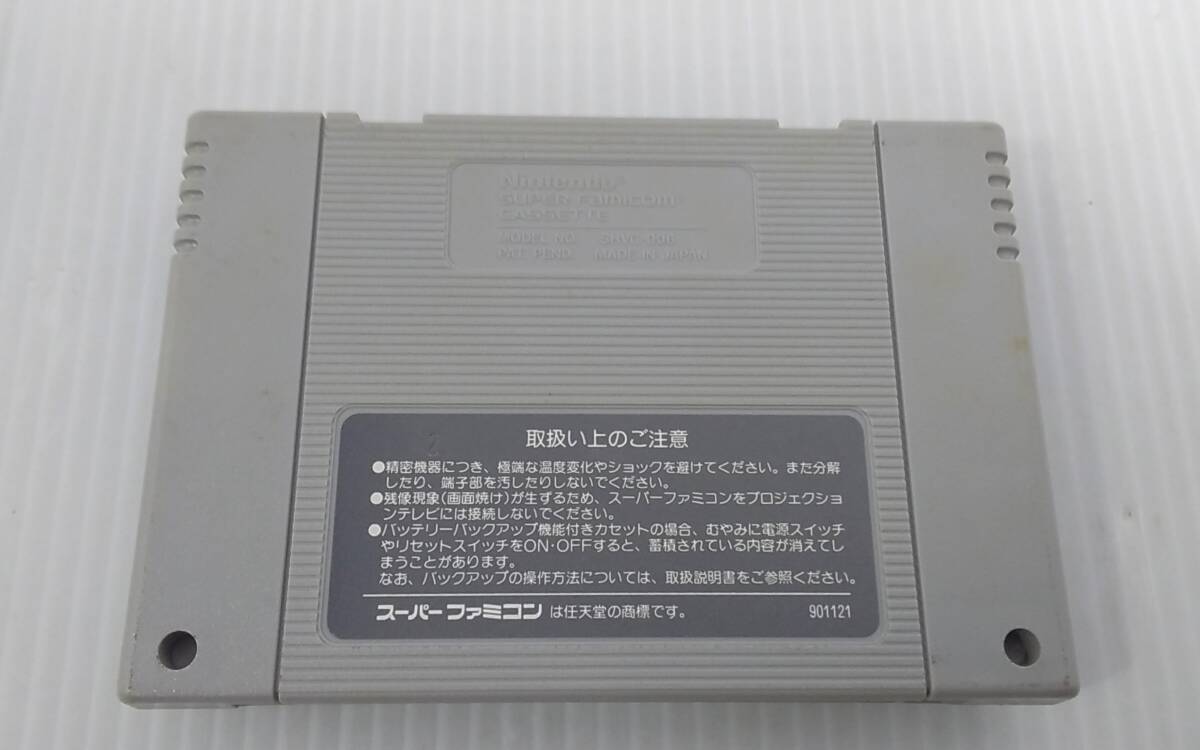 Nintendo®
SUPER Famicom®
CASSETTE
MODEL NO. SHVC-006
PAT. PEND. MADE IN JAPAN
2
取扱い上のご注意
●精密機器につき、極端な温度変化やショックを避けてください。また分解
したり、端子部を汚したりしないでください。
●残像現象(画面焼け)が生ずるため、スーパーファミコンをプロジェクショ
ンテレビには接続しないでください。
●バッテリーバックアップ機能付きカセットの場合、むやみに電源スイッチ
やリセットスイッチをON・OFFすると、蓄積されている内容が消えてし
まうことがあります。
なお、バックアップの操作方法については、取扱説明書をご参照ください。
スーパーファミコン は任天堂の商標です。 901121